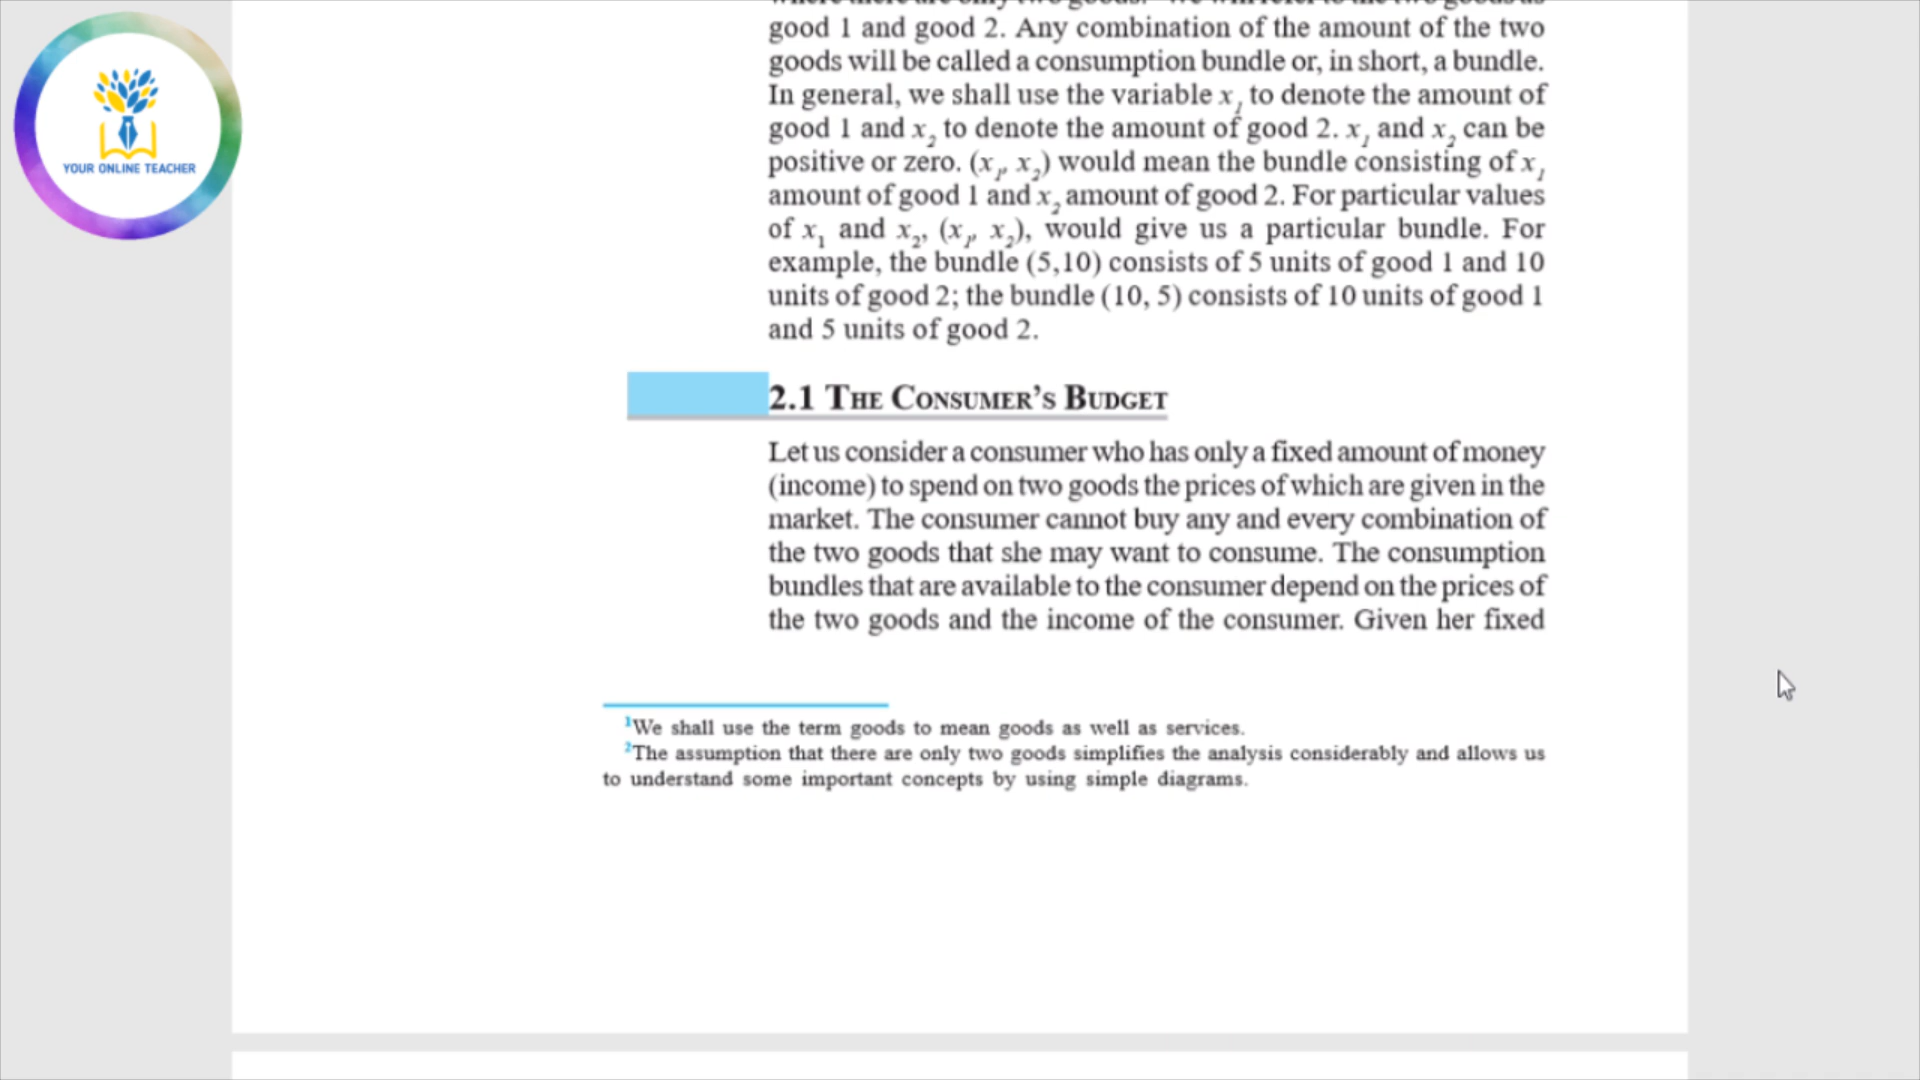 good 1 and good 2. Any combination of the amount of the two
goods will be called a consumption bundle or, in short, a bundle.
In general, we shall use the variable x₁ to denote the amount of
good 1 and x₂ to denote the amount of good 2. x₁ and x₂ can be
positive or zero. (x₁, x₂) would mean the bundle consisting of x₁
amount of good 1 and x₂ amount of good 2. For particular values
of x₁ and x₂, (x₁, x₂), would give us a particular bundle. For
example, the bundle (5,10) consists of 5 units of good 1 and 10
units of good 2; the bundle (10, 5) consists of 10 units of good 1
and 5 units of good 2.
YOUR ONLINE TEACHER
2.1 THE CONSUMER’S BUDGET
Let us consider a consumer who has only a fixed amount of money
(income) to spend on two goods the prices of which are given in the
market. The consumer cannot buy any and every combination of
the two goods that she may want to consume. The consumption
bundles that are available to the consumer depend on the prices of
the two goods and the income of the consumer. Given her fixed
¹We shall use the term goods to mean goods as well as services.
²The assumption that there are only two goods simplifies the analysis considerably and allows us
to understand some important concepts by using simple diagrams.